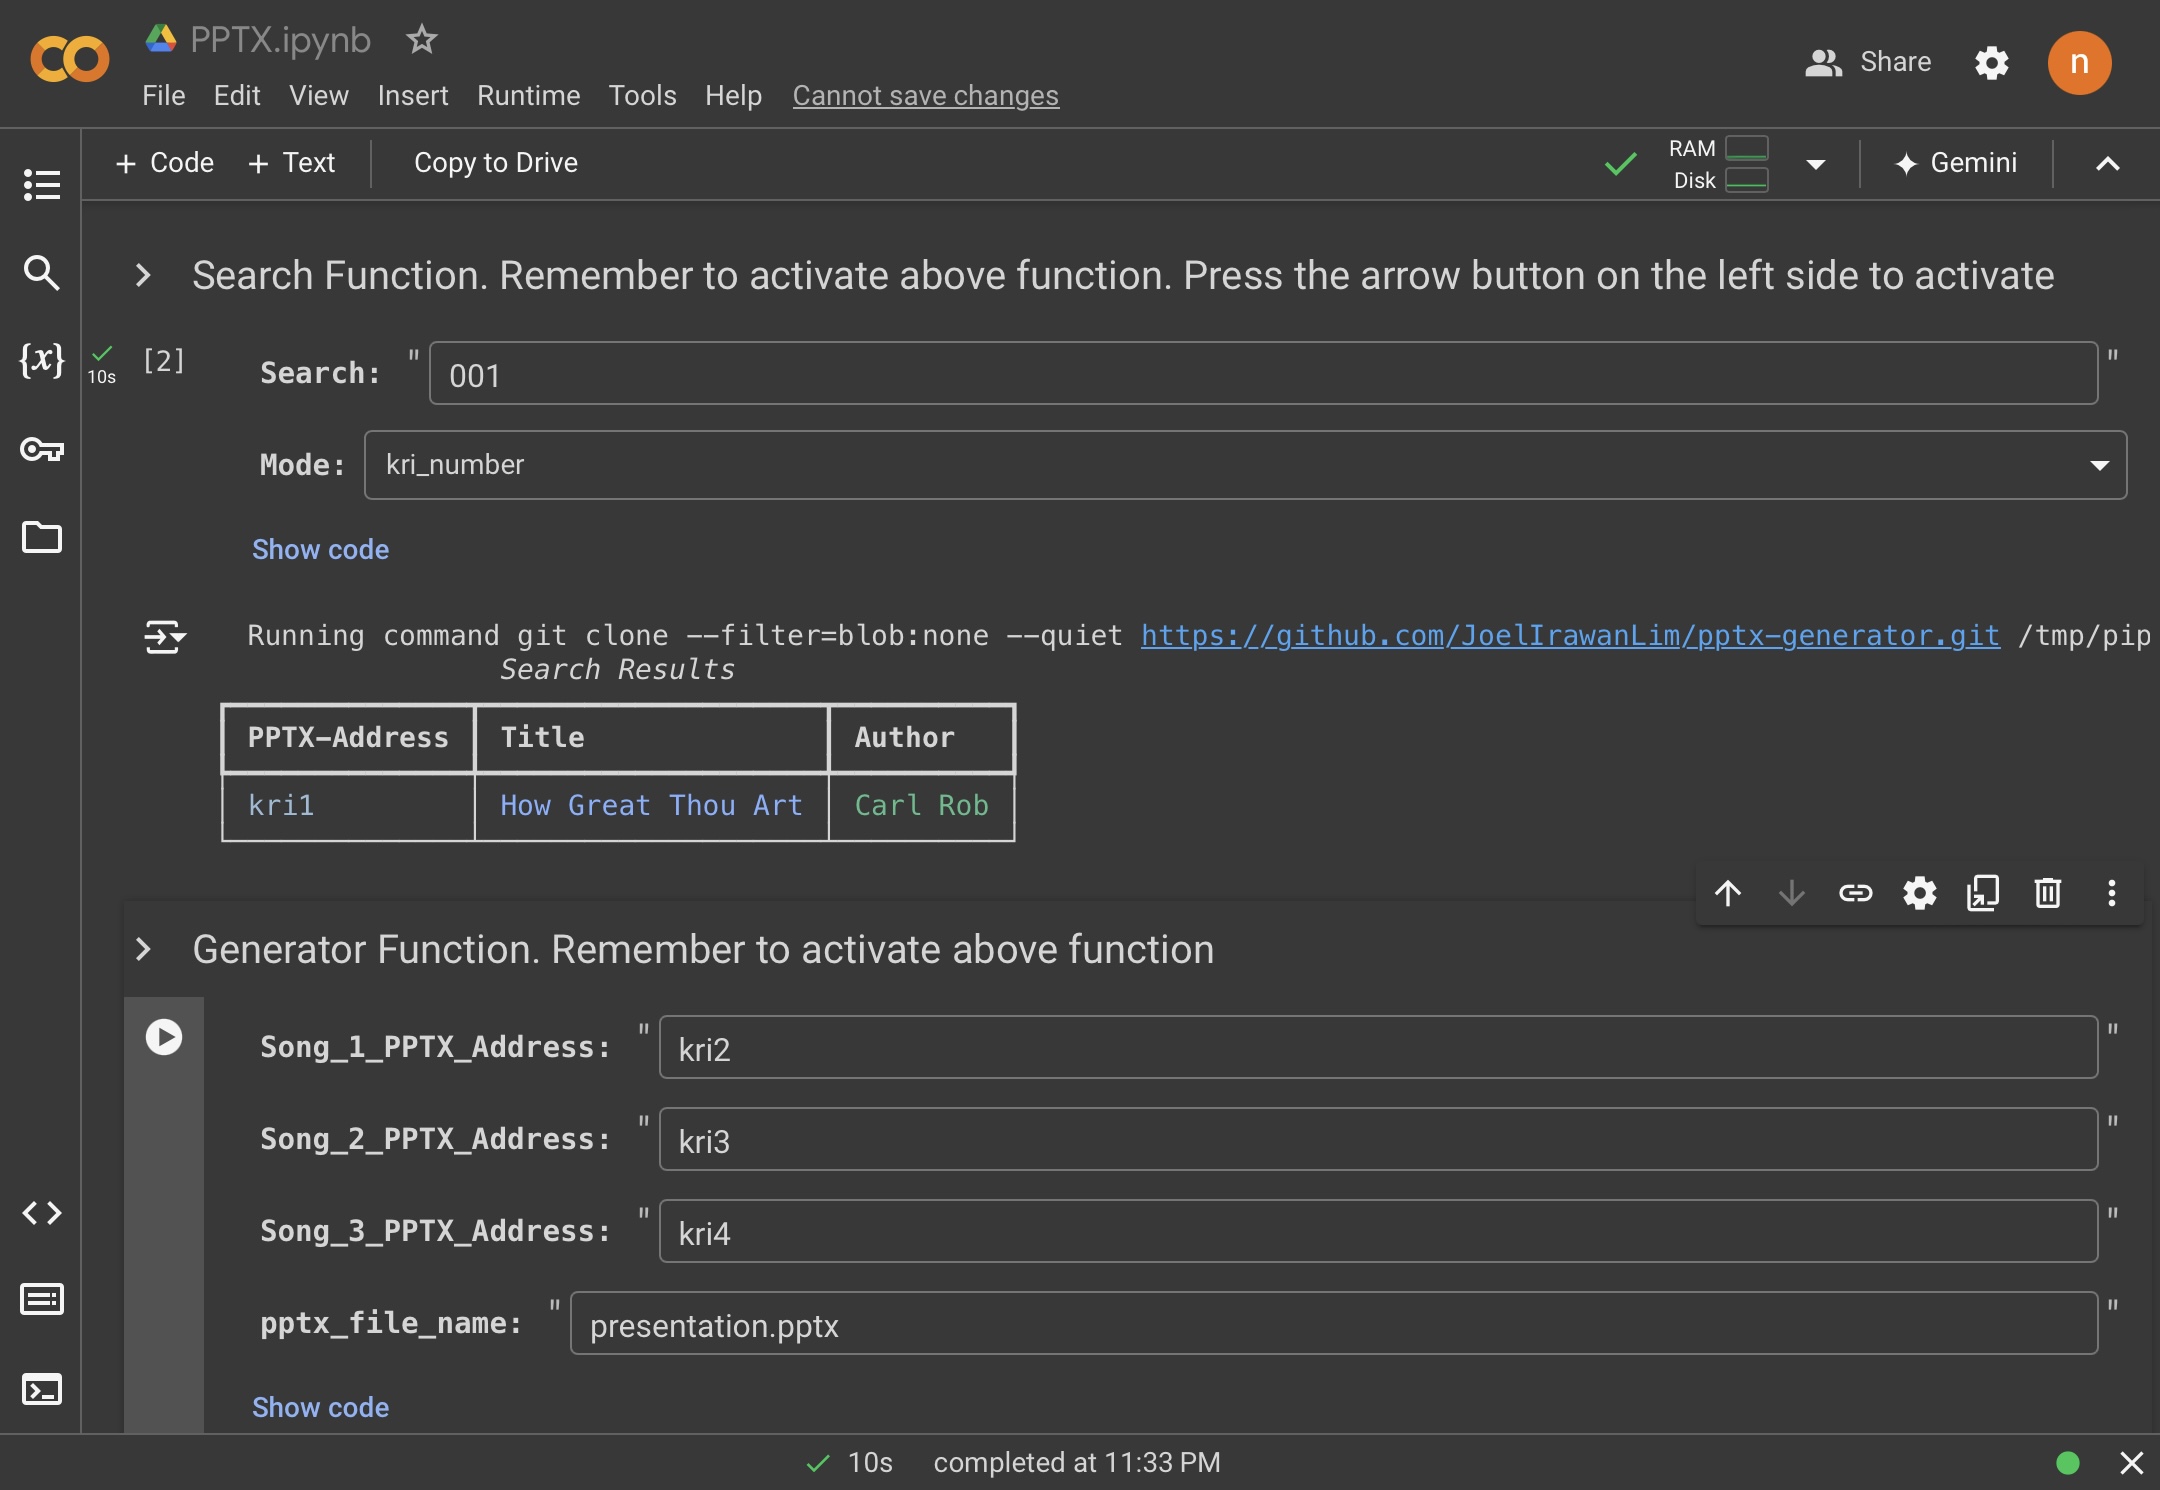 PPTX.ipynb
File Edit View Insert Runtime Tools Help Cannot save changes
Share
n
+ Code + Text Copy to Drive
RAM
Disk
Gemini
Search Function. Remember to activate above function. Press the arrow button on the left side to activate
{x}
10s
[2]
Search: "001"
Mode: kri_number
Show code
Running command git clone --filter=blob:none --quiet https://github.com/JoelIrawanLim/pptx-generator.git /tmp/pip
Search Results
PPTX-Address Title Author
kri1 How Great Thou Art Carl Rob
Generator Function. Remember to activate above function
Song_1_PPTX_Address: "kri2"
Song_2_PPTX_Address: "kri3"
Song_3_PPTX_Address: "kri4"
pptx_file_name: "presentation.pptx"
Show code
10s completed at 11:33 PM